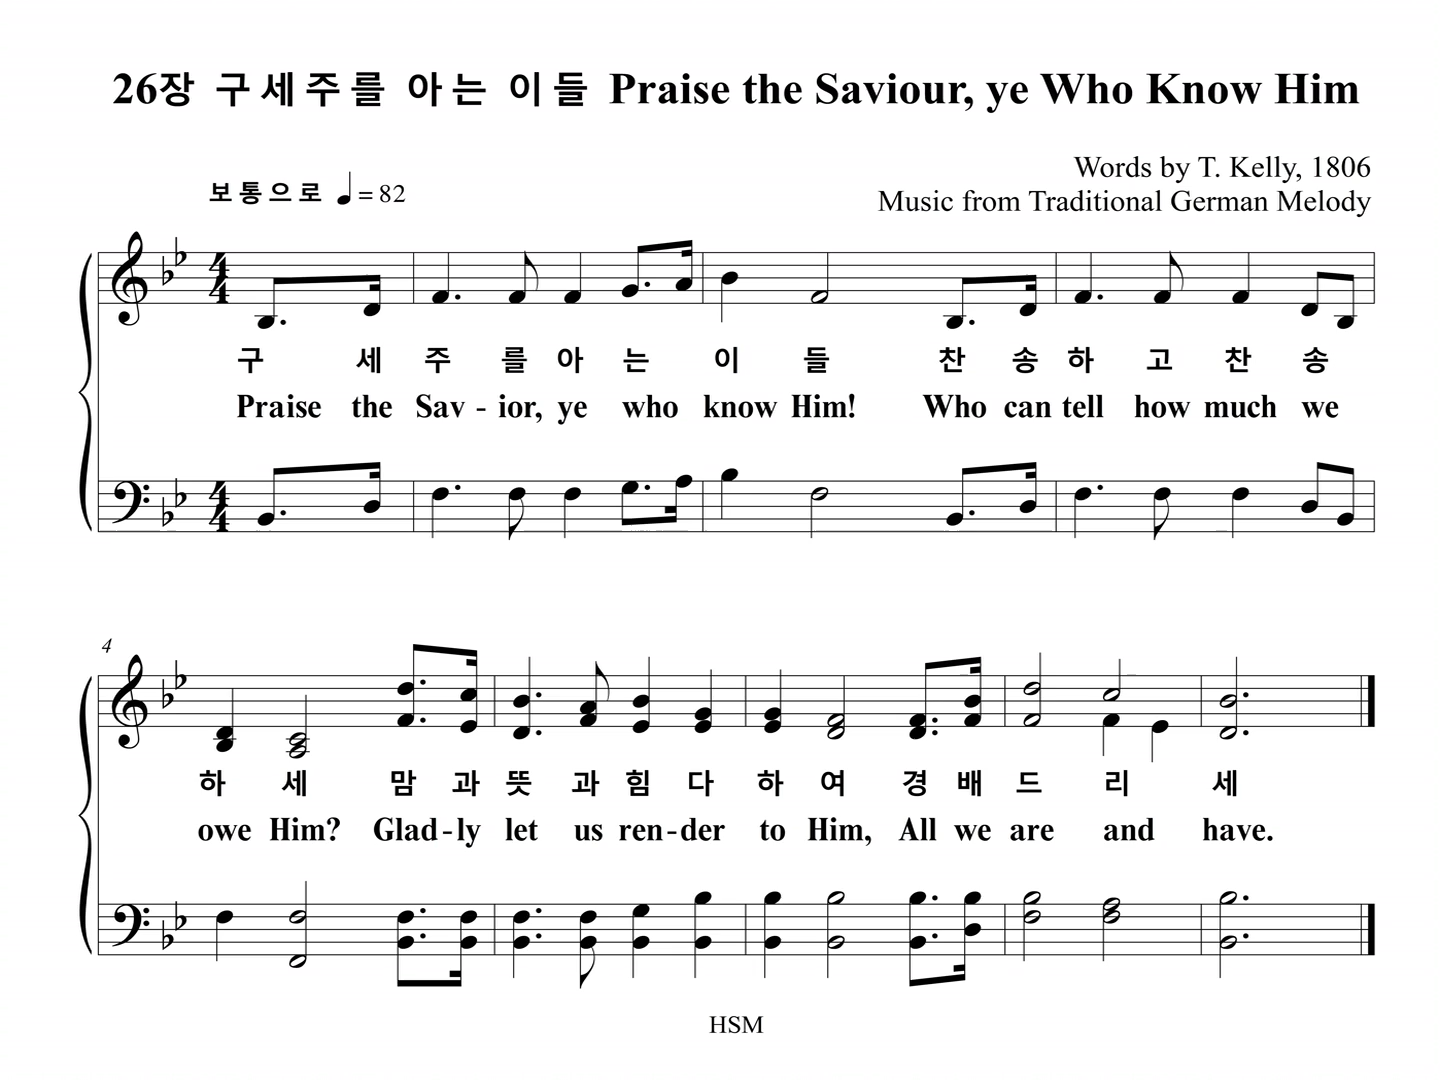 26장 구세주를 아는 이들 Praise the Saviour, ye Who Know Him
Words by T. Kelly, 1806
보통으로 ♩= 82
Music from Traditional German Melody
구 세 주 를 아 는 이 들 찬 송 하 고 찬 송
Praise the Sav - ior, ye who know Him! Who can tell how much we
4
하 세 맘 과 뜻 과 힘 다 하 여 경 배 드 리 세
owe Him? Glad - ly let us ren - der to Him, All we are and have.
HSM